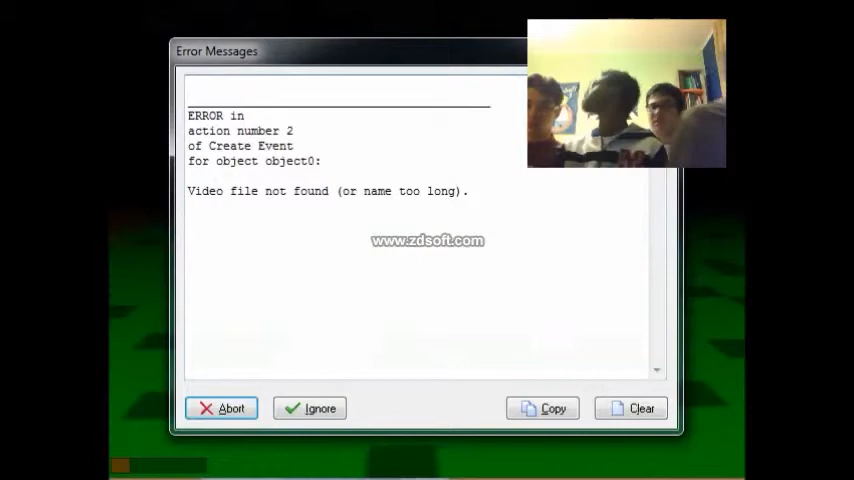 Error Messages
ERROR in
action number 2
of Create Event
for object object0:
Video file not found (or name too long).
www.zdsoft.com
Abort
Ignore
Copy
Clear